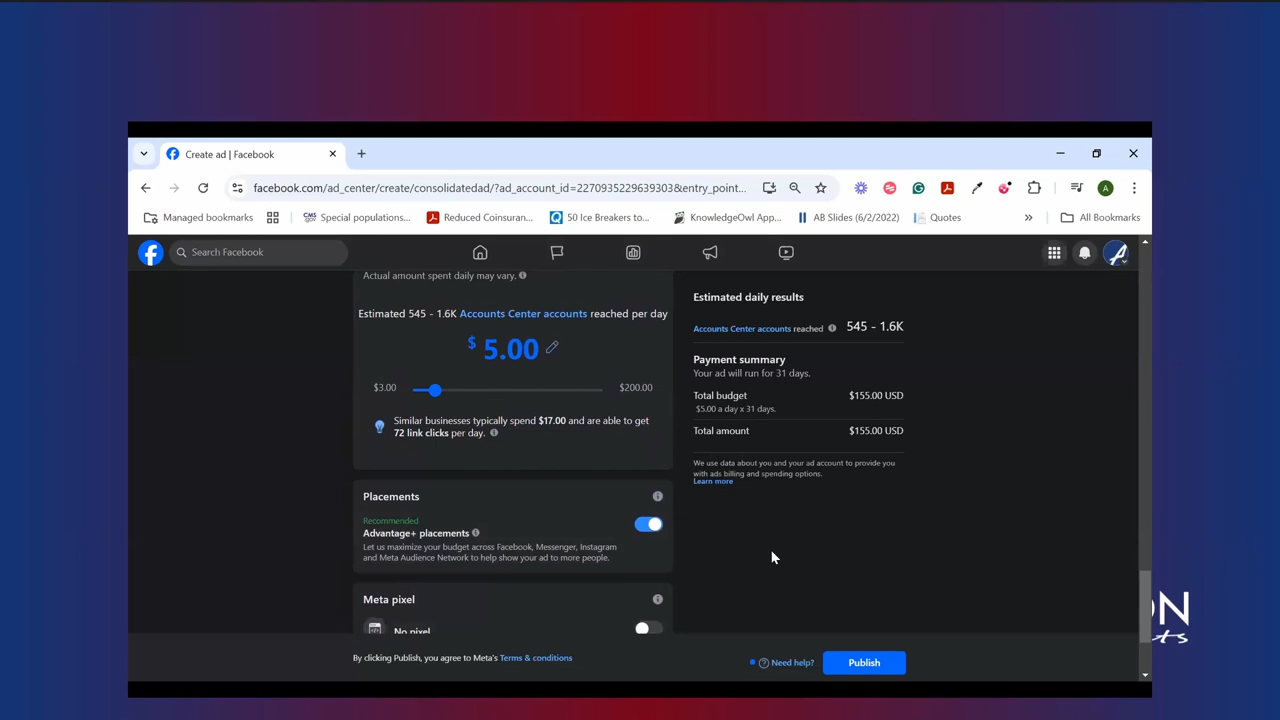 Create ad | Facebook
facebook.com/ad_center/create/consolidatedad/?ad_account_id=2270935229639303&entry_point...
A
Managed bookmarks
CMS Special populations...
Reduced Coinsuran...
50 Ice Breakers to...
KnowledgeOwl App...
AB Slides (6/2/2022)
Quotes
»
All Bookmarks
Search Facebook
Actual amount spent daily may vary.
Estimated 545 - 1.6K Accounts Center accounts reached per day
$ 5.00
$3.00
$200.00
Similar businesses typically spend $17.00 and are able to get
72 link clicks per day.
Placements
Recommended
Advantage+ placements
Let us maximize your budget across Facebook, Messenger, Instagram
and Meta Audience Network to help show your ad to more people.
Meta pixel
No pixel
Estimated daily results
Accounts Center accounts reached 545 - 1.6K
Payment summary
Your ad will run for 31 days.
Total budget $155.00 USD
$5.00 a day x 31 days.
Total amount $155.00 USD
We use data about you and your ad account to provide you
with ads billing and spending options.
Learn more
By clicking Publish, you agree to Meta's Terms & conditions
Need help?
Publish